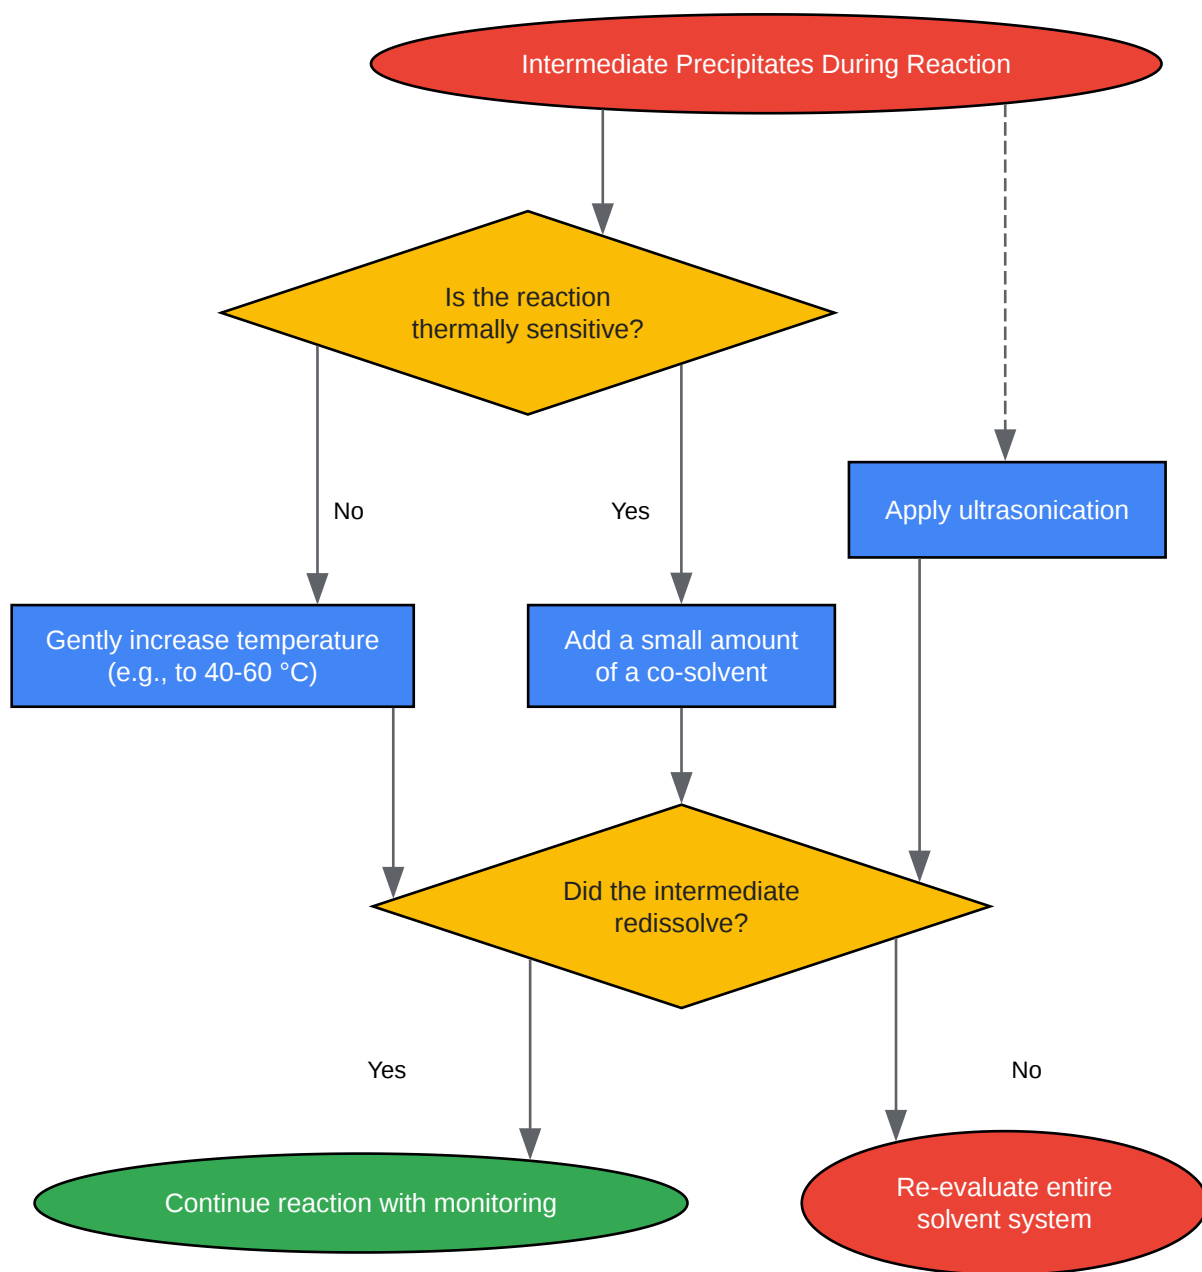 Intermediate Precipitates During Reaction
Is the reaction
thermally sensitive?
No
Yes
Apply ultrasonication
Gently increase temperature
(e.g., to 40-60 °C)
Add a small amount
of a co-solvent
Did the intermediate
redissolve?
Yes
No
Continue reaction with monitoring
Re-evaluate entire
solvent system